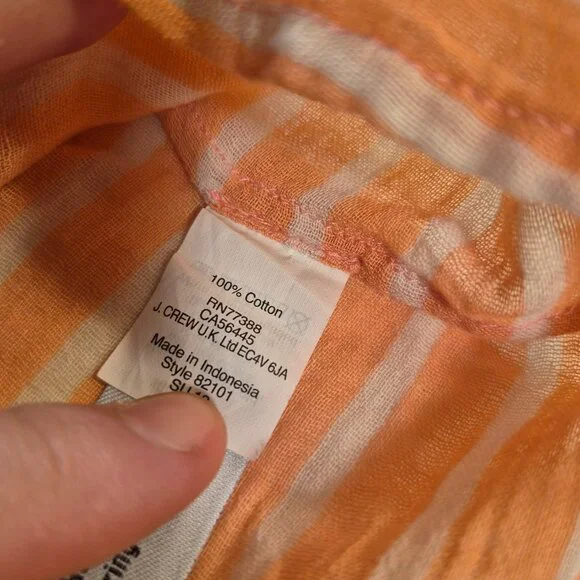 100% Cotton
RN77388
CA56445
J. CREW U.K. Ltd EC4V 6JA
Made in Indonesia
Style 82101